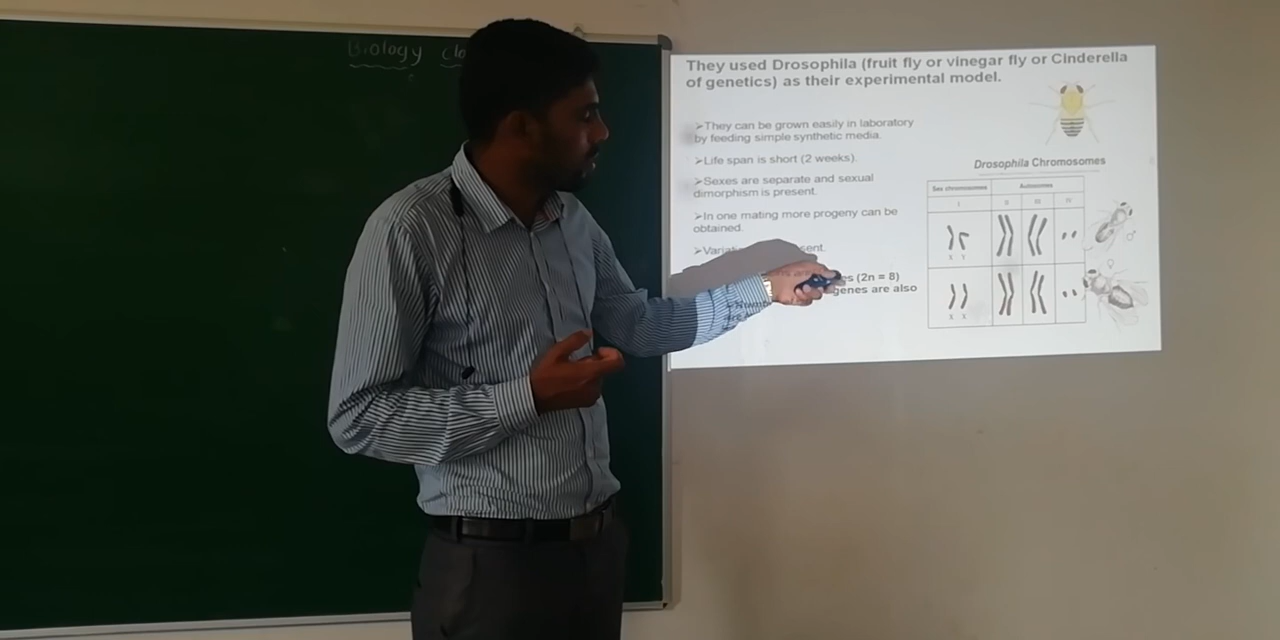 Biology
They used Drosophila (fruit fly or vinegar fly or Cinderella
of genetics) as their experimental model.
➢They can be grown easily in laboratory
by feeding simple synthetic media.
➢Life span is short (2 weeks).
➢Sexes are separate and sexual
dimorphism is present.
➢In one mating more progeny can be
obtained.
(2n = 8)
genes are also
Drosophila Chromosomes
Sex chromosomes Autosomes
I II III IV
X Y
X X
♂
♀